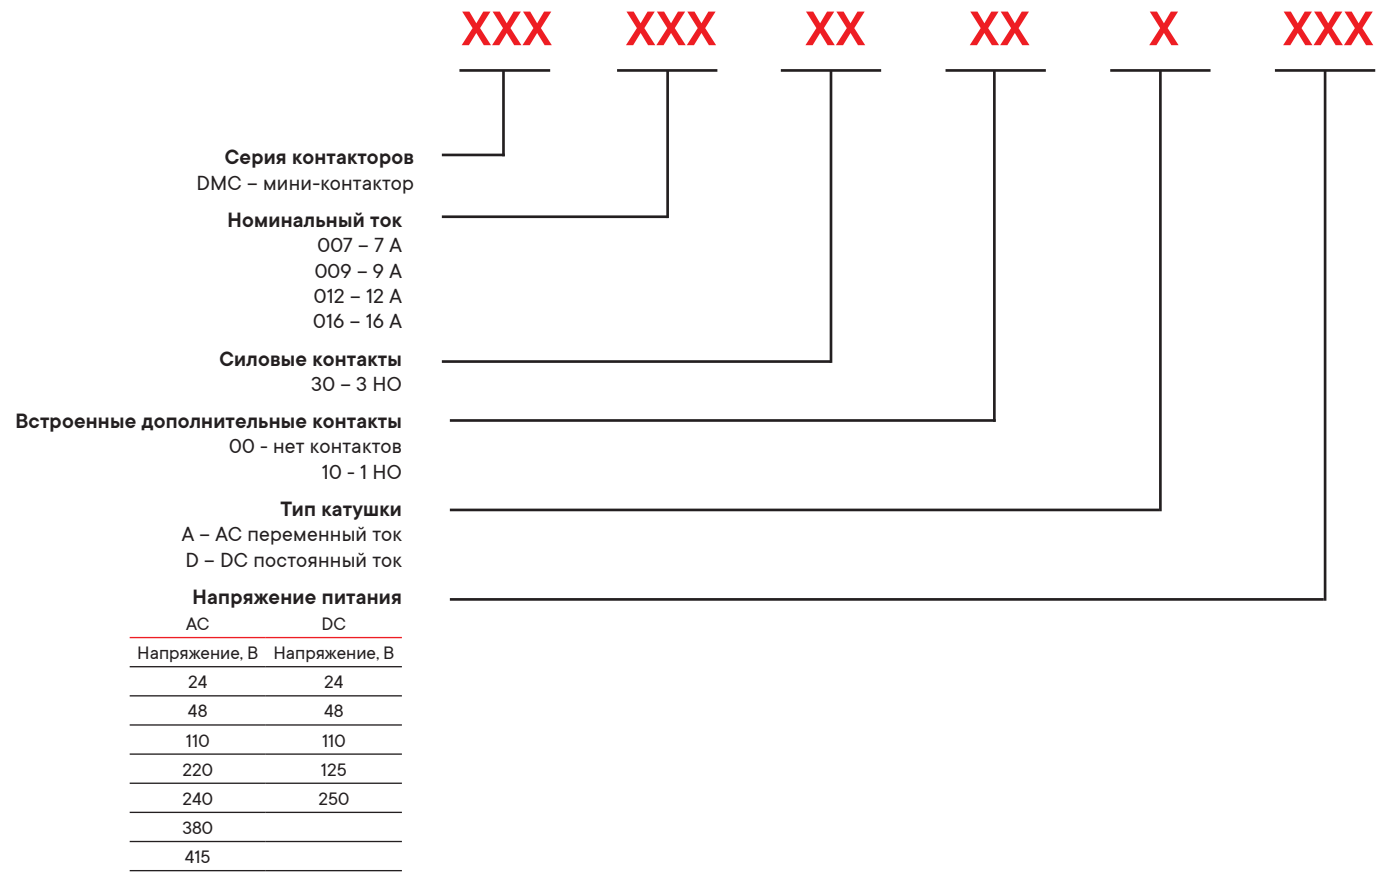 XXX XXX XX XX X XXX
Серия контакторов
DMC – мини-контактор
Номинальный ток
007 – 7 А
009 – 9 А
012 – 12 А
016 – 16 А
Силовые контакты
30 – 3 НО
Встроенные дополнительные контакты
00 - нет контактов
10 - 1 НО
Тип катушки
A – AC переменный ток
D – DC постоянный ток
Напряжение питания
AC DC
Напряжение, В Напряжение, В
24 24
48 48
110 110
220 125
240 250
380
415